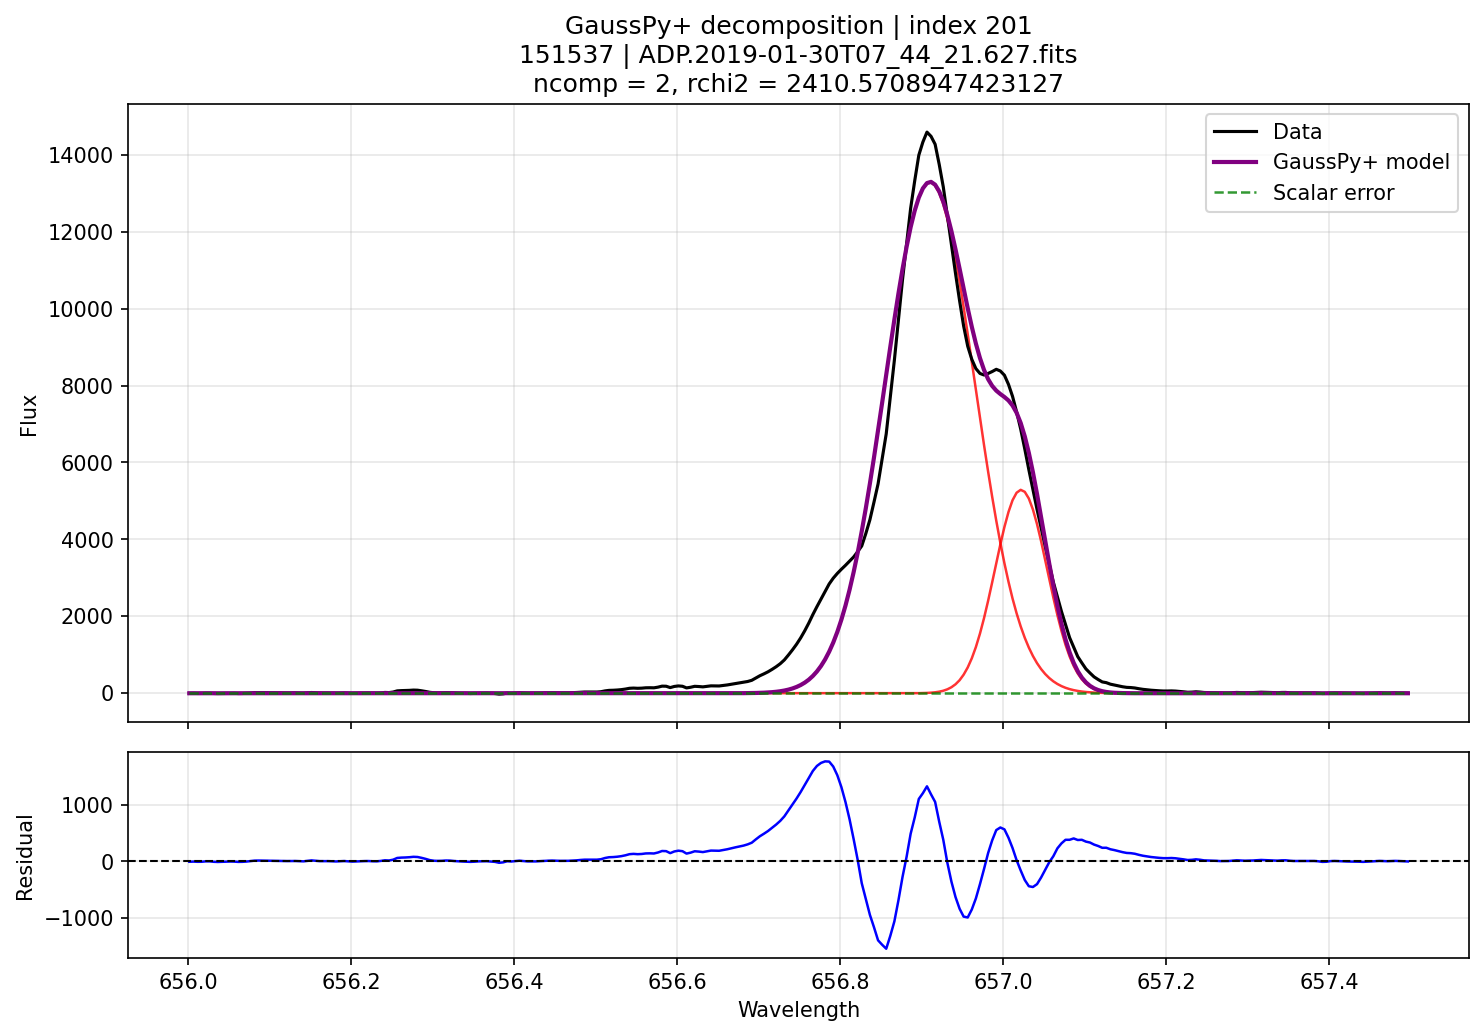 GaussPy+ decomposition | index 201
151537 | ADP.2019-01-30T07_44_21.627.fits
ncomp = 2, rchi2 = 2410.5708947423127
Data
GaussPy+ model
Scalar error
14000
12000
10000
8000
6000
4000
2000
0
Flux
1000
0
−1000
Residual
656.0 656.2 656.4 656.6 656.8 657.0 657.2 657.4
Wavelength